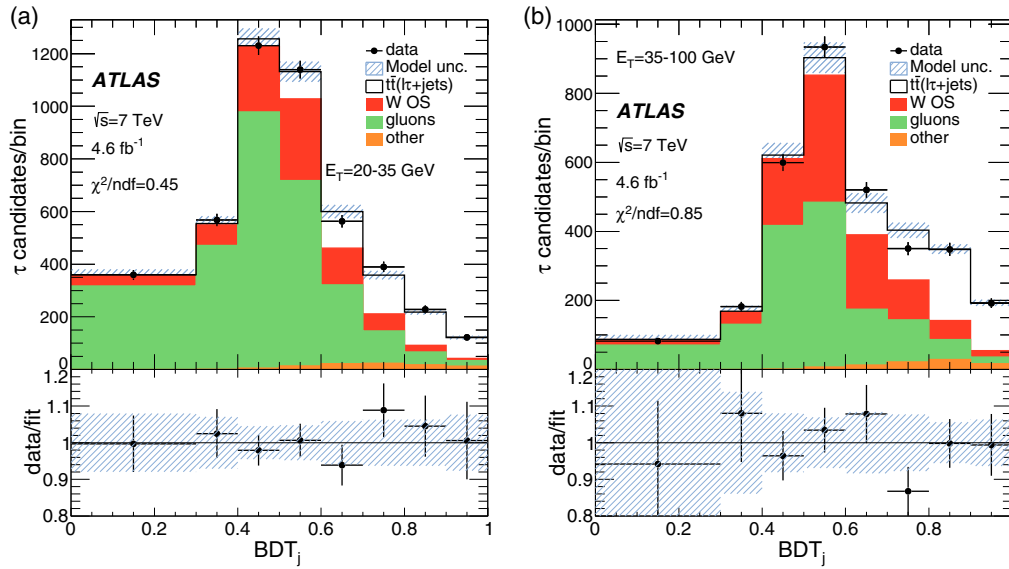 (a)
τ candidates/bin
1200
1000
800
600
400
200
0
ATLAS
√s=7 TeV
4.6 fb⁻¹
χ²/ndf=0.45
data
Model unc.
tt̄(lτ+jets)
W OS
gluons
other
E_T=20-35 GeV
data/fit
1.2
1.1
1
0.9
0.8
0 0.2 0.4 0.6 0.8 1
BDT_j
(b)
τ candidates/bin
1000
800
600
400
200
0
E_T=35-100 GeV
ATLAS
√s=7 TeV
4.6 fb⁻¹
χ²/ndf=0.85
data
Model unc.
tt̄(lτ+jets)
W OS
gluons
other
data/fit
1.2
1.1
1
0.9
0.8
0 0.2 0.4 0.6 0.8
BDT_j